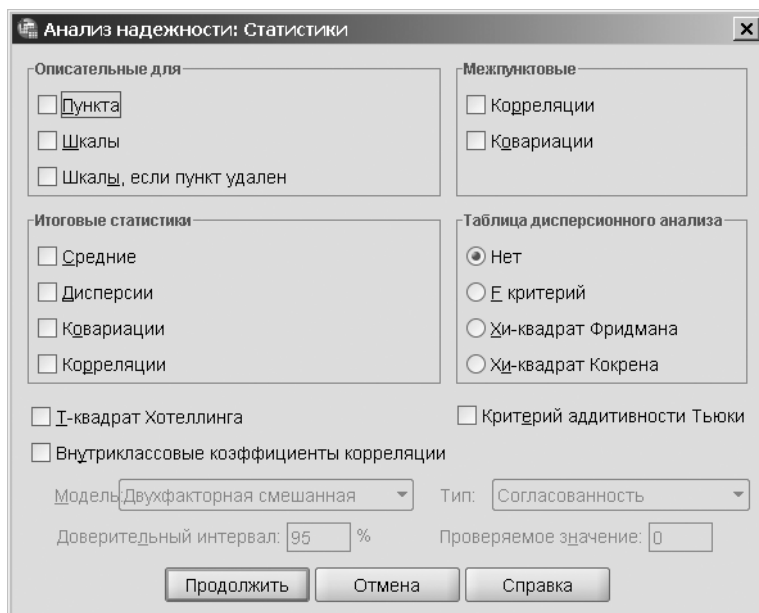 Анализ надежности: Статистики
Описательные для
Пункта
Шкалы
Шкалы, если пункт удален
Межпунктовые
Корреляции
Ковариации
Итоговые статистики
Средние
Дисперсии
Ковариации
Корреляции
Таблица дисперсионного анализа
Нет
F критерий
Хи-квадрат Фридмана
Хи-квадрат Кокрена
Т-квадрат Хотеллинга
Критерий аддитивности Тьюки
Внутриклассовые коэффициенты корреляции
Модель: Двухфакторная смешанная Тип: Согласованность
Доверительный интервал: 95 % Проверяемое значение: 0
Продолжить Отмена Справка